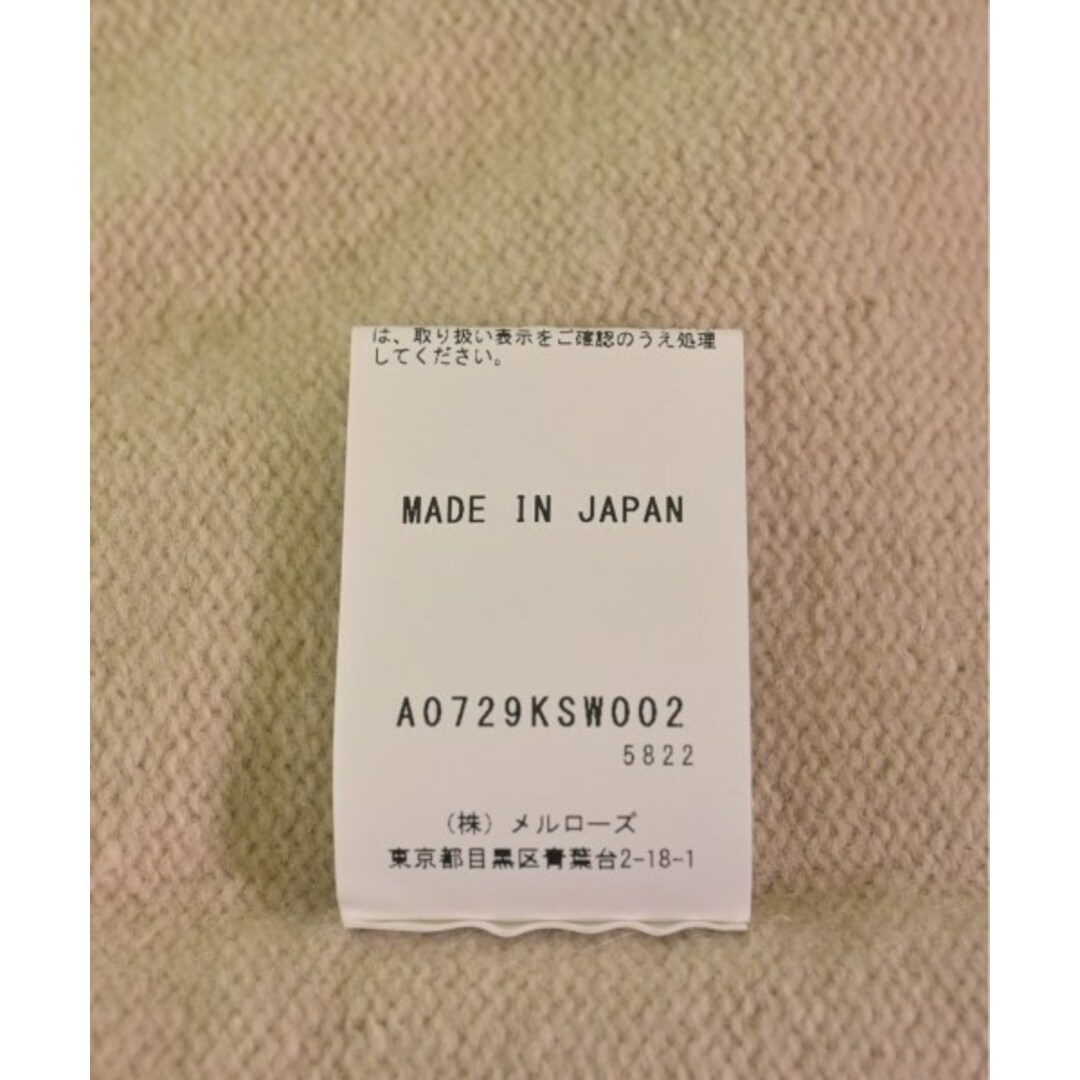 は、取り扱い表示をご確認のうえ処理
してください。
MADE IN JAPAN
A0729KSW002
5822
（株）メルローズ
東京都目黒区青葉台2-18-1